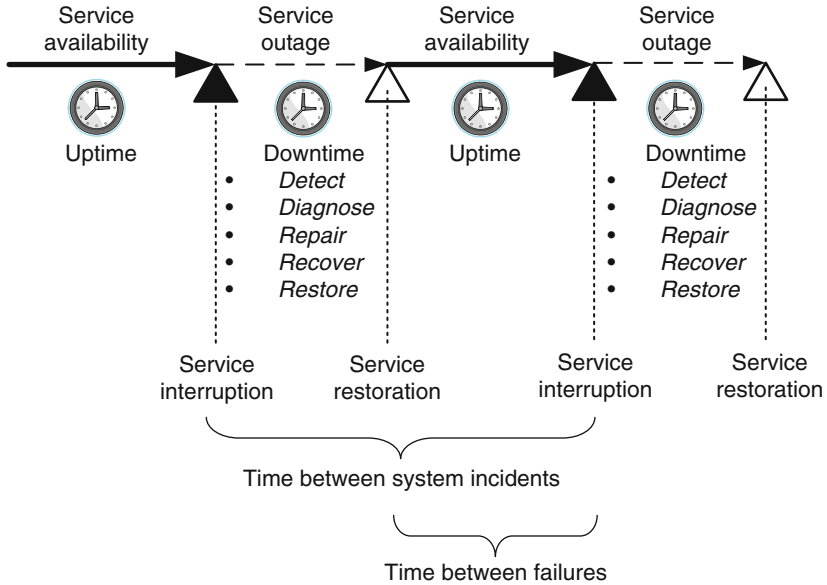 Service availability
Service outage
Service availability
Service outage
Uptime
Downtime
Uptime
Downtime
• Detect
• Diagnose
• Repair
• Recover
• Restore
• Detect
• Diagnose
• Repair
• Recover
• Restore
Service interruption
Service restoration
Service interruption
Service restoration
Time between system incidents
Time between failures